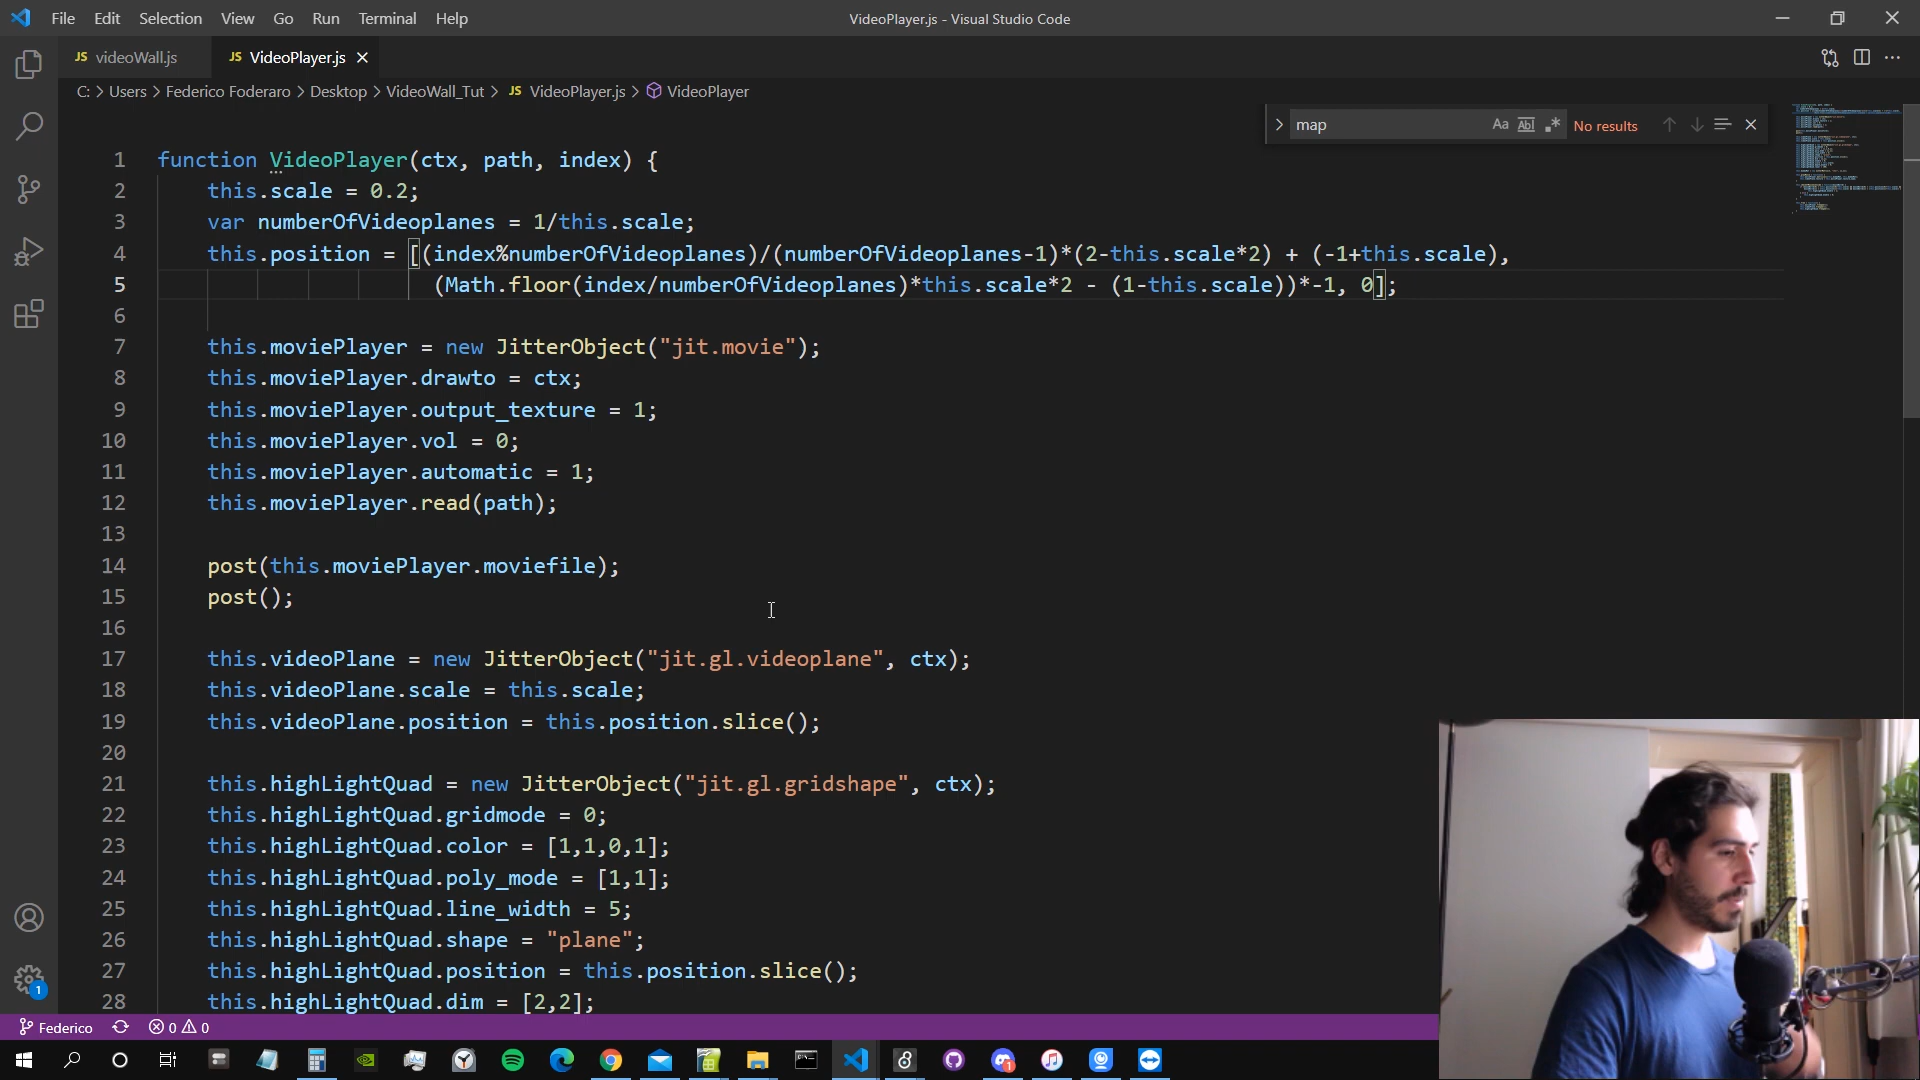 File Edit Selection View Go Run Terminal Help
VideoPlayer.js - Visual Studio Code
JS videoWall.js
JS VideoPlayer.js
C: > Users > Federico Foderaro > Desktop > VideoWall_Tut > JS VideoPlayer.js > VideoPlayer
map
Aa Abl .* No results
1 function VideoPlayer(ctx, path, index) {
2 this.scale = 0.2;
3 var numberOfVideoplanes = 1/this.scale;
4 this.position = [(index%numberOfVideoplanes)/(numberOfVideoplanes-1)*(2-this.scale*2) + (-1+this.scale),
5 (Math.floor(index/numberOfVideoplanes)*this.scale*2 - (1-this.scale))*-1, 0];
6
7 this.moviePlayer = new JitterObject("jit.movie");
8 this.moviePlayer.drawto = ctx;
9 this.moviePlayer.output_texture = 1;
10 this.moviePlayer.vol = 0;
11 this.moviePlayer.automatic = 1;
12 this.moviePlayer.read(path);
13
14 post(this.moviePlayer.moviefile);
15 post();
16
17 this.videoPlane = new JitterObject("jit.gl.videoplane", ctx);
18 this.videoPlane.scale = this.scale;
19 this.videoPlane.position = this.position.slice();
20
21 this.highLightQuad = new JitterObject("jit.gl.gridshape", ctx);
22 this.highLightQuad.gridmode = 0;
23 this.highLightQuad.color = [1,1,0,1];
24 this.highLightQuad.poly_mode = [1,1];
25 this.highLightQuad.line_width = 5;
26 this.highLightQuad.shape = "plane";
27 this.highLightQuad.position = this.position.slice();
28 this.highLightQuad.dim = [2,2];
1
Federico 0 0